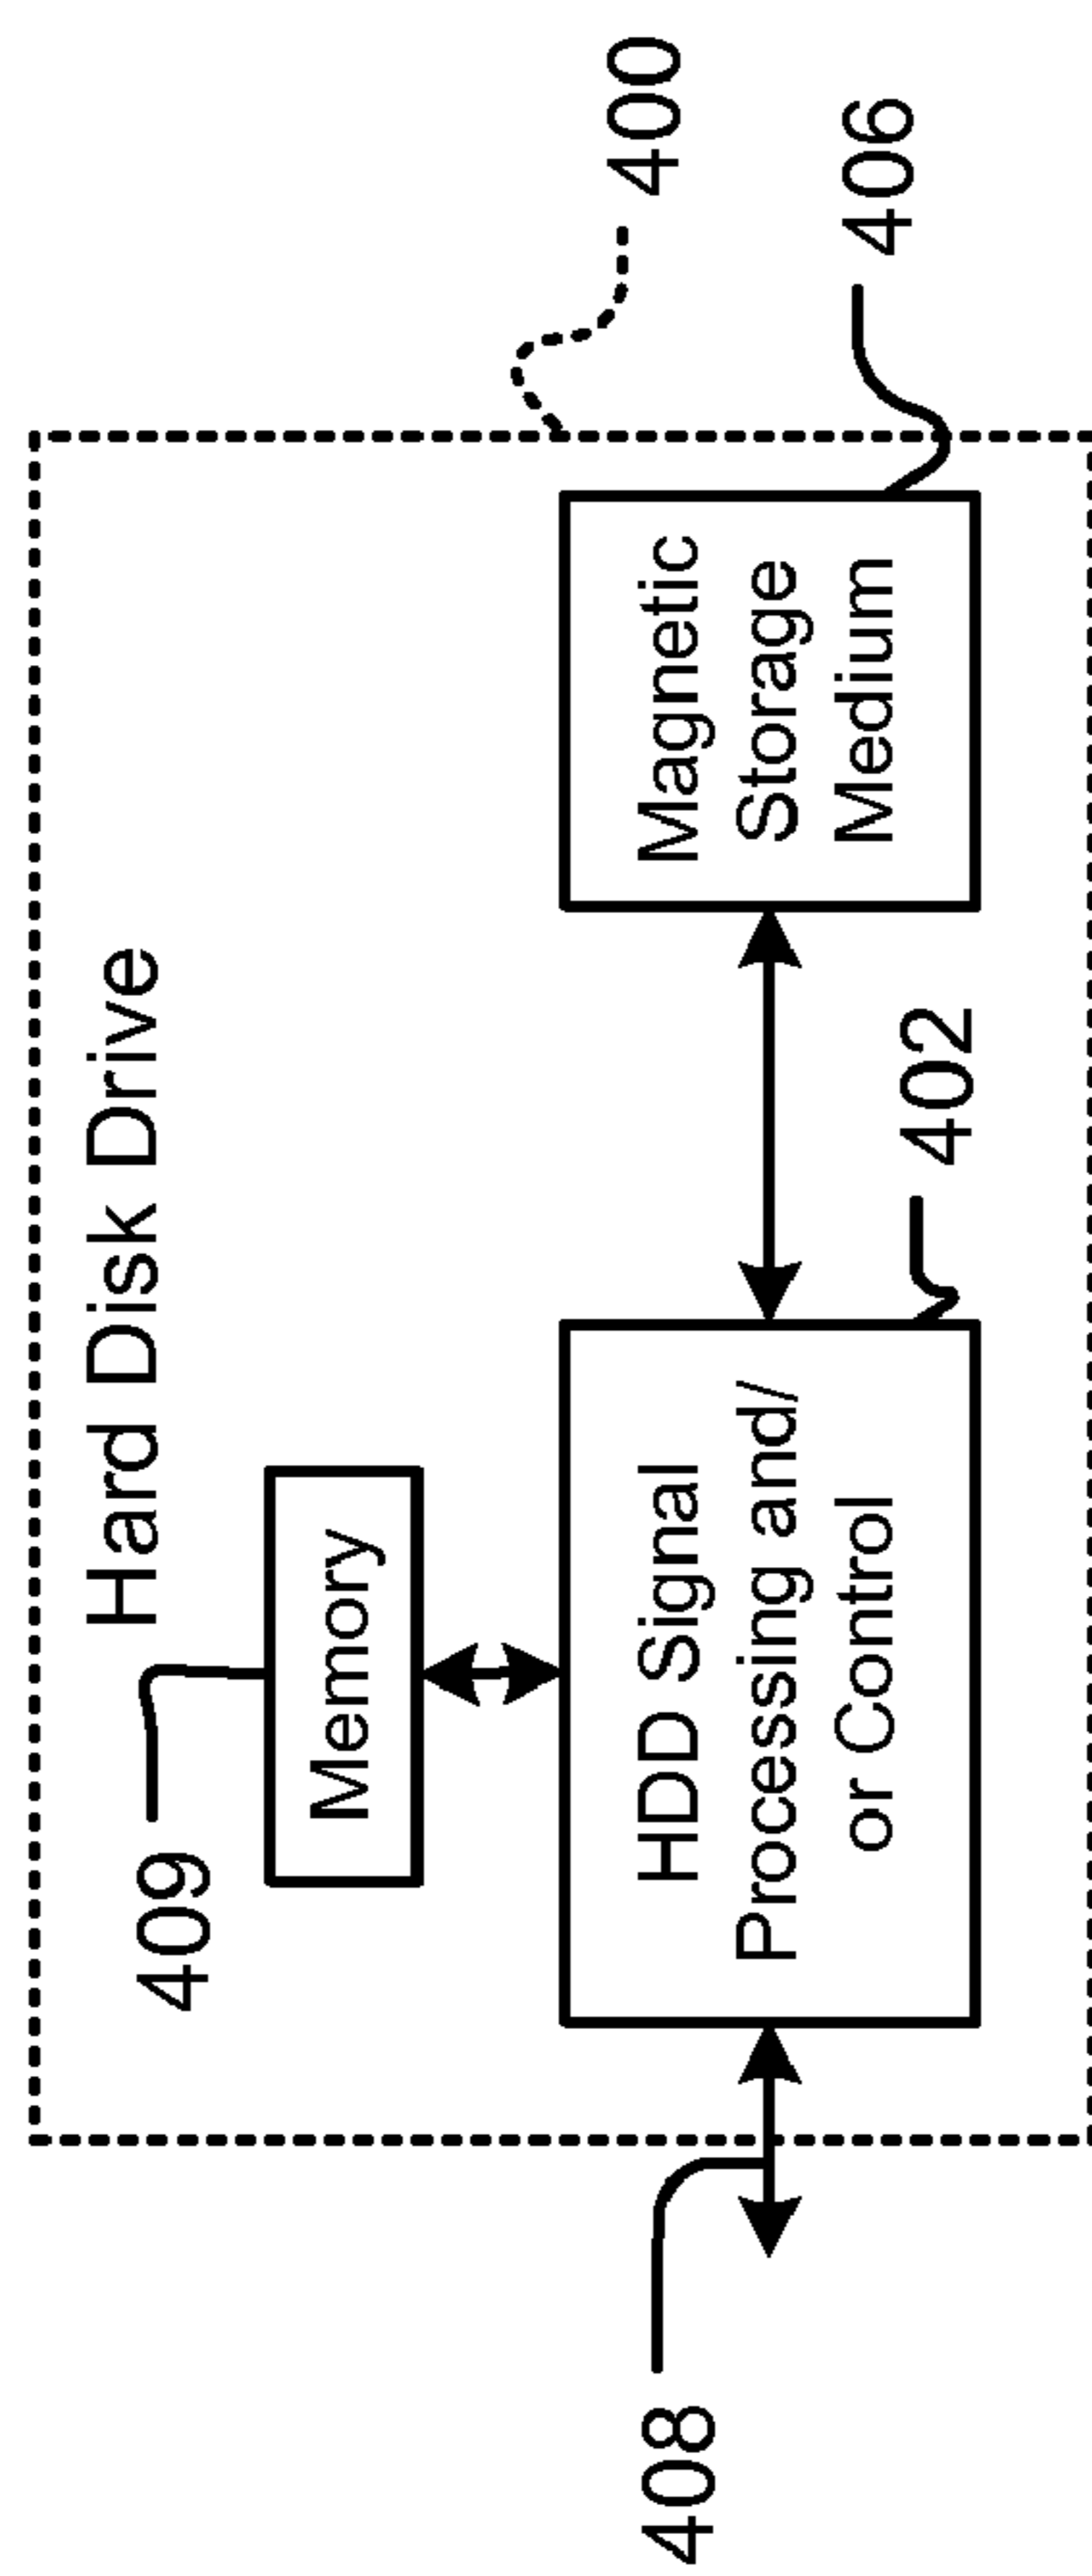 Hard Disk Drive
400
409
Memory
HDD Signal
Processing and/
or Control
Magnetic
Storage
Medium
408
402
406